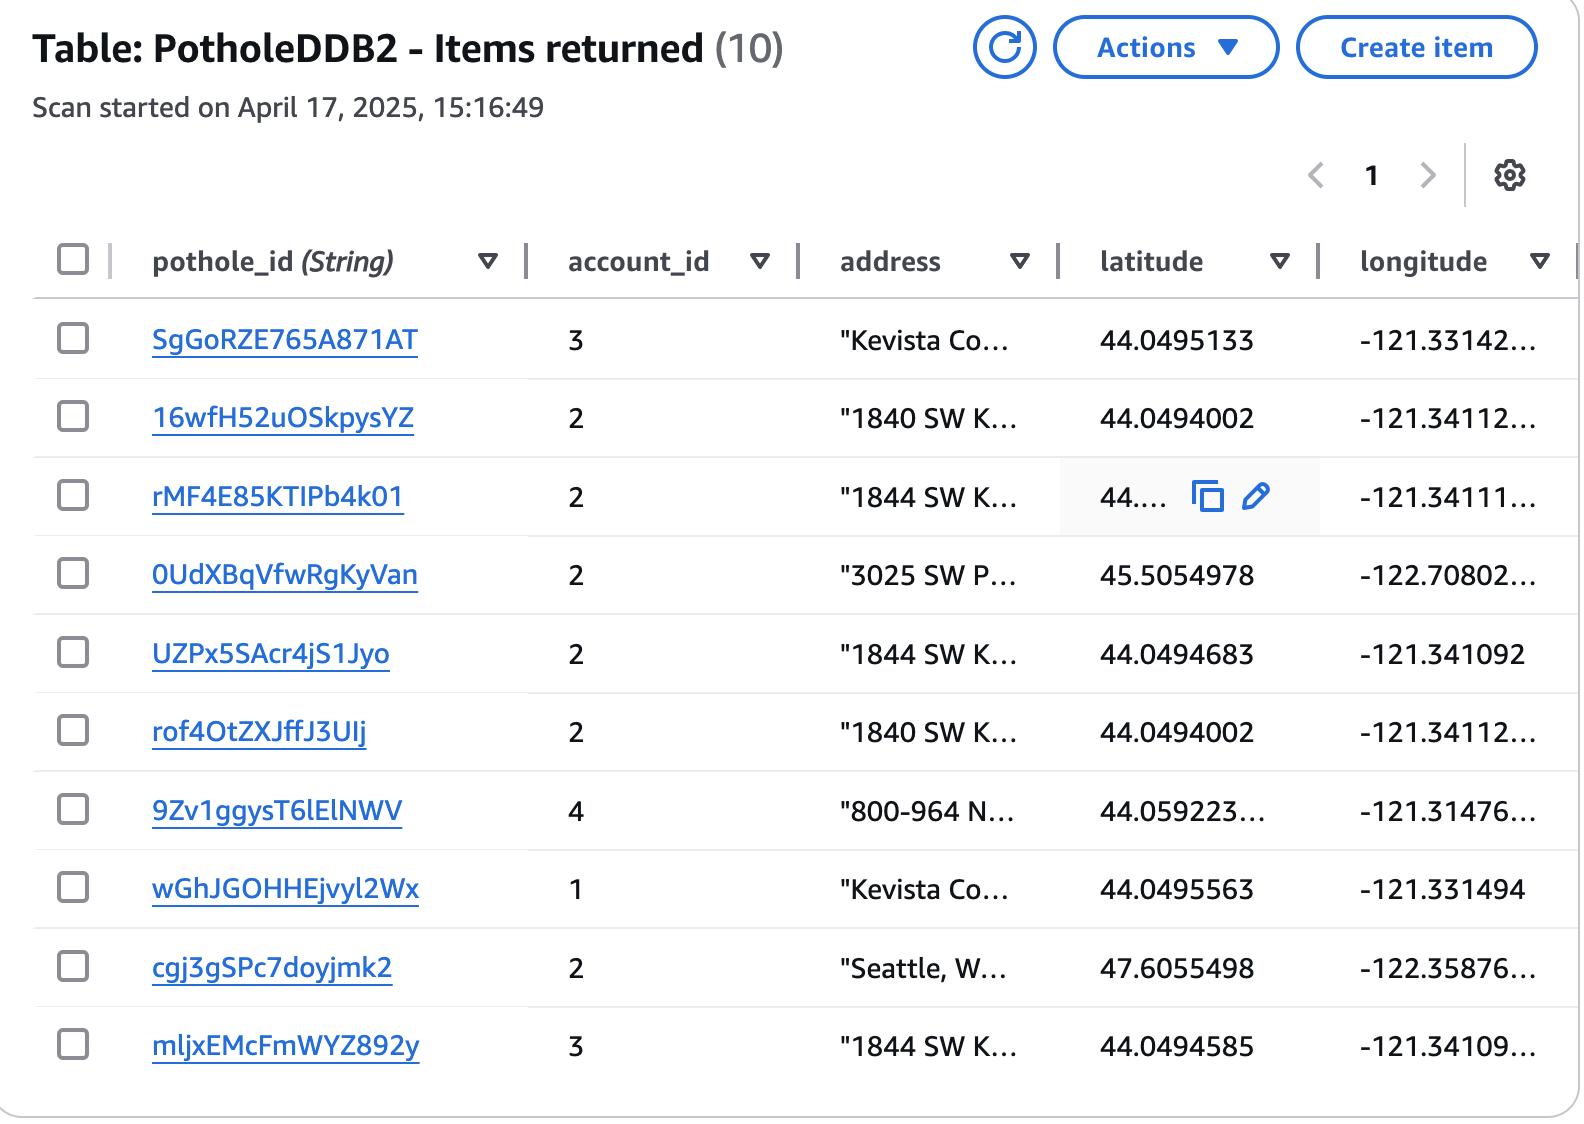 Table: PotholeDDB2 - Items returned (10)
Actions
Create item
Scan started on April 17, 2025, 15:16:49
1
pothole_id (String) account_id address latitude longitude
SgGoRZE765A871AT 3 "Kevista Co... 44.0495133 -121.33142...
16wfH52uOSkpysYZ 2 "1840 SW K... 44.0494002 -121.34112...
rMF4E85KTIPb4k01 2 "1844 SW K... 44.... -121.34111...
0UdXBqVfwRgKyVan 2 "3025 SW P... 45.5054978 -122.70802...
UZPx5SAcr4jS1Jyo 2 "1844 SW K... 44.0494683 -121.341092
rof4OtZXJffJ3UIj 2 "1840 SW K... 44.0494002 -121.34112...
9Zv1ggysT6lElNWV 4 "800-964 N... 44.059223... -121.31476...
wGhJGOHHEjvyl2Wx 1 "Kevista Co... 44.0495563 -121.331494
cgj3gSPc7doyjmk2 2 "Seattle, W... 47.6055498 -122.35876...
mljxEMcFmWYZ892y 3 "1844 SW K... 44.0494585 -121.34109...